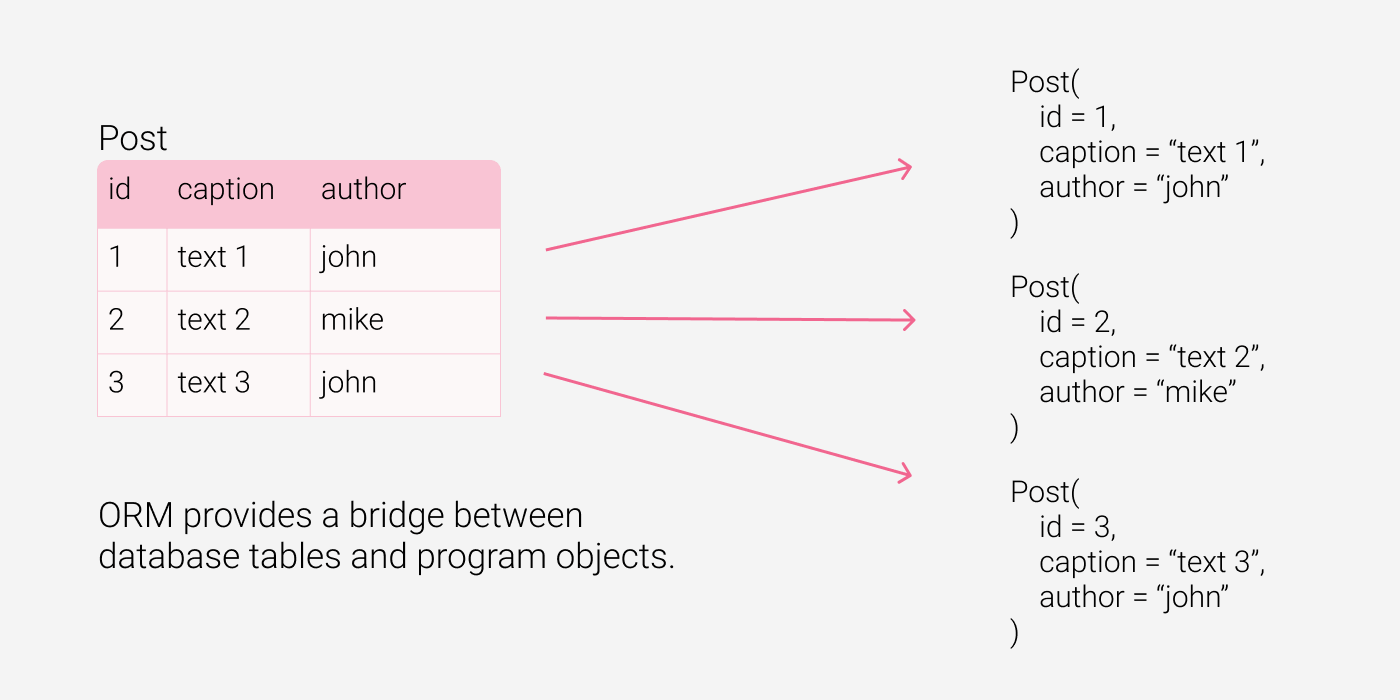 Post
id caption author
1 text 1 john
2 text 2 mike
3 text 3 john
ORM provides a bridge between
database tables and program objects.
Post(
id = 1,
caption = “text 1”,
author = “john”
)
Post(
id = 2,
caption = “text 2”,
author = “mike”
)
Post(
id = 3,
caption = “text 3”,
author = “john”
)